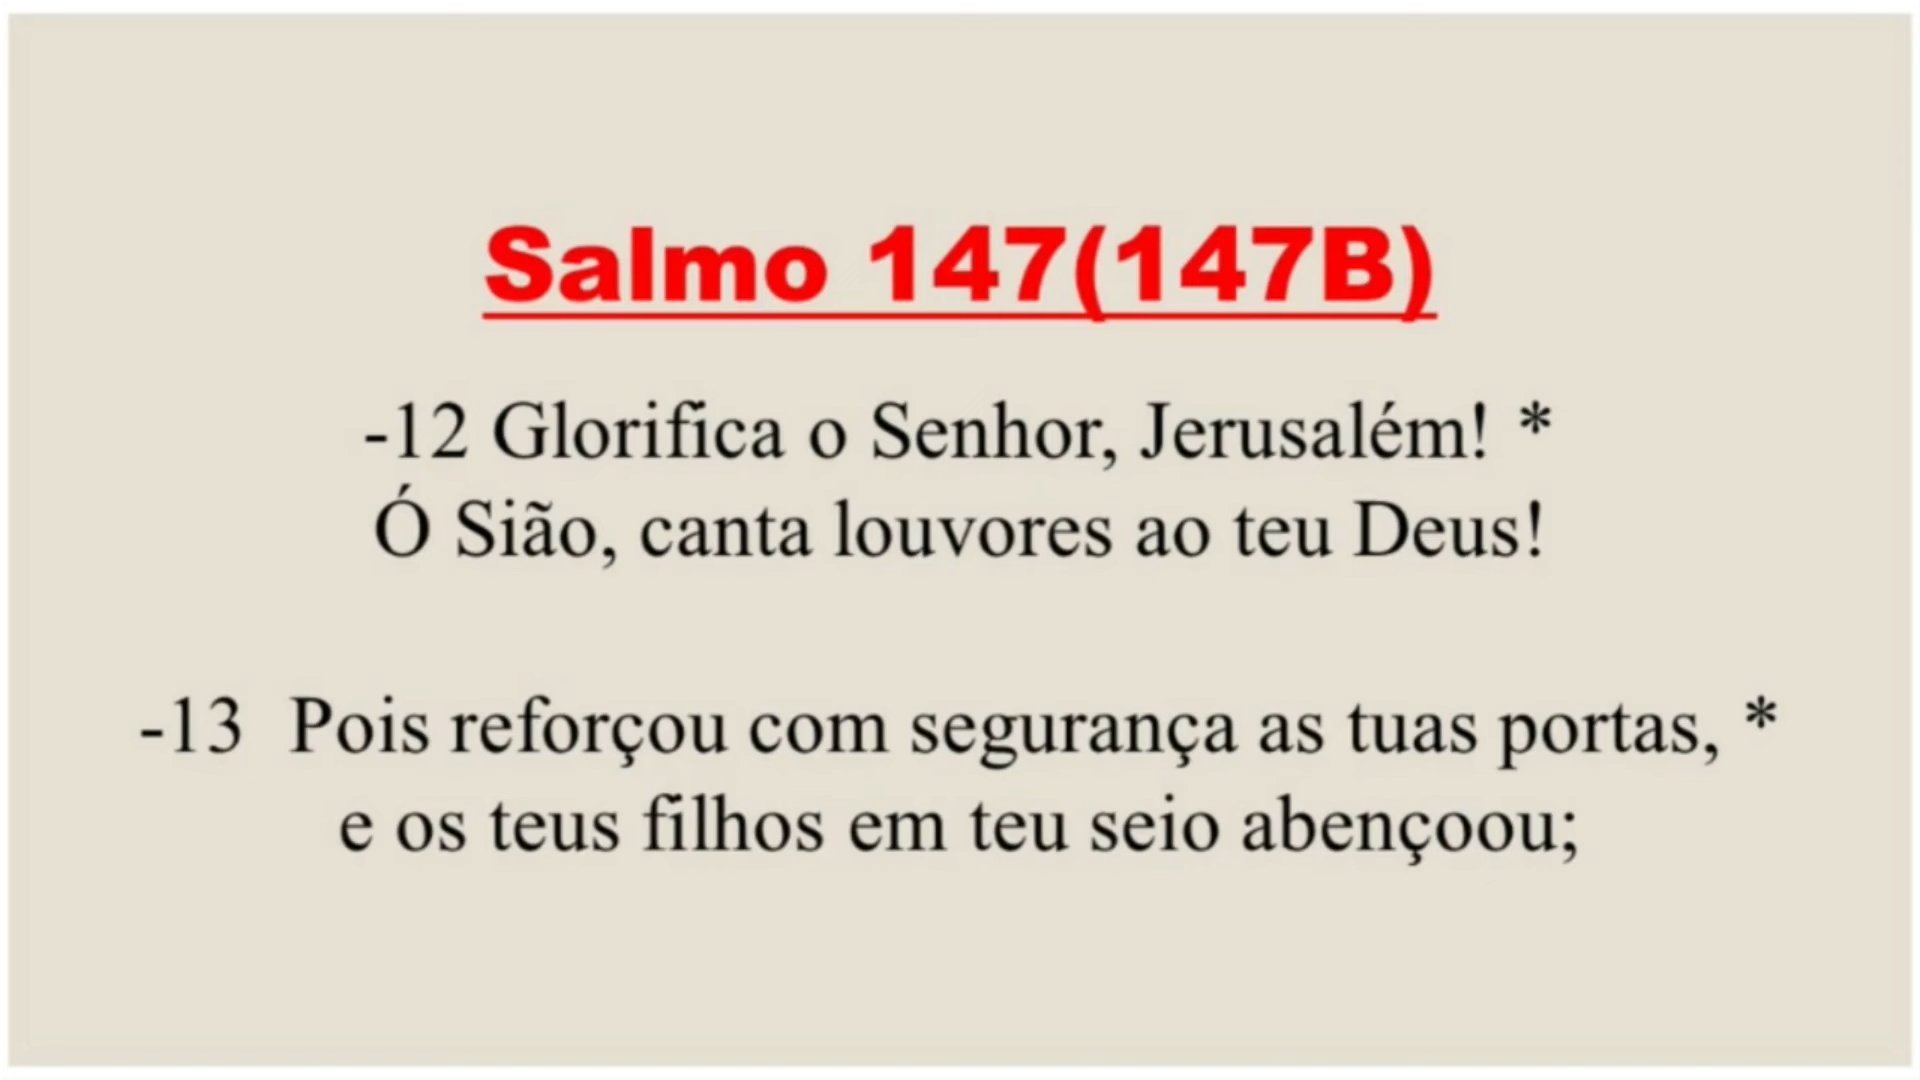 Salmo 147(147B)
-12 Glorifica o Senhor, Jerusalém! *
Ó Sião, canta louvores ao teu Deus!
-13 Pois reforçou com segurança as tuas portas, *
e os teus filhos em teu seio abençoou;